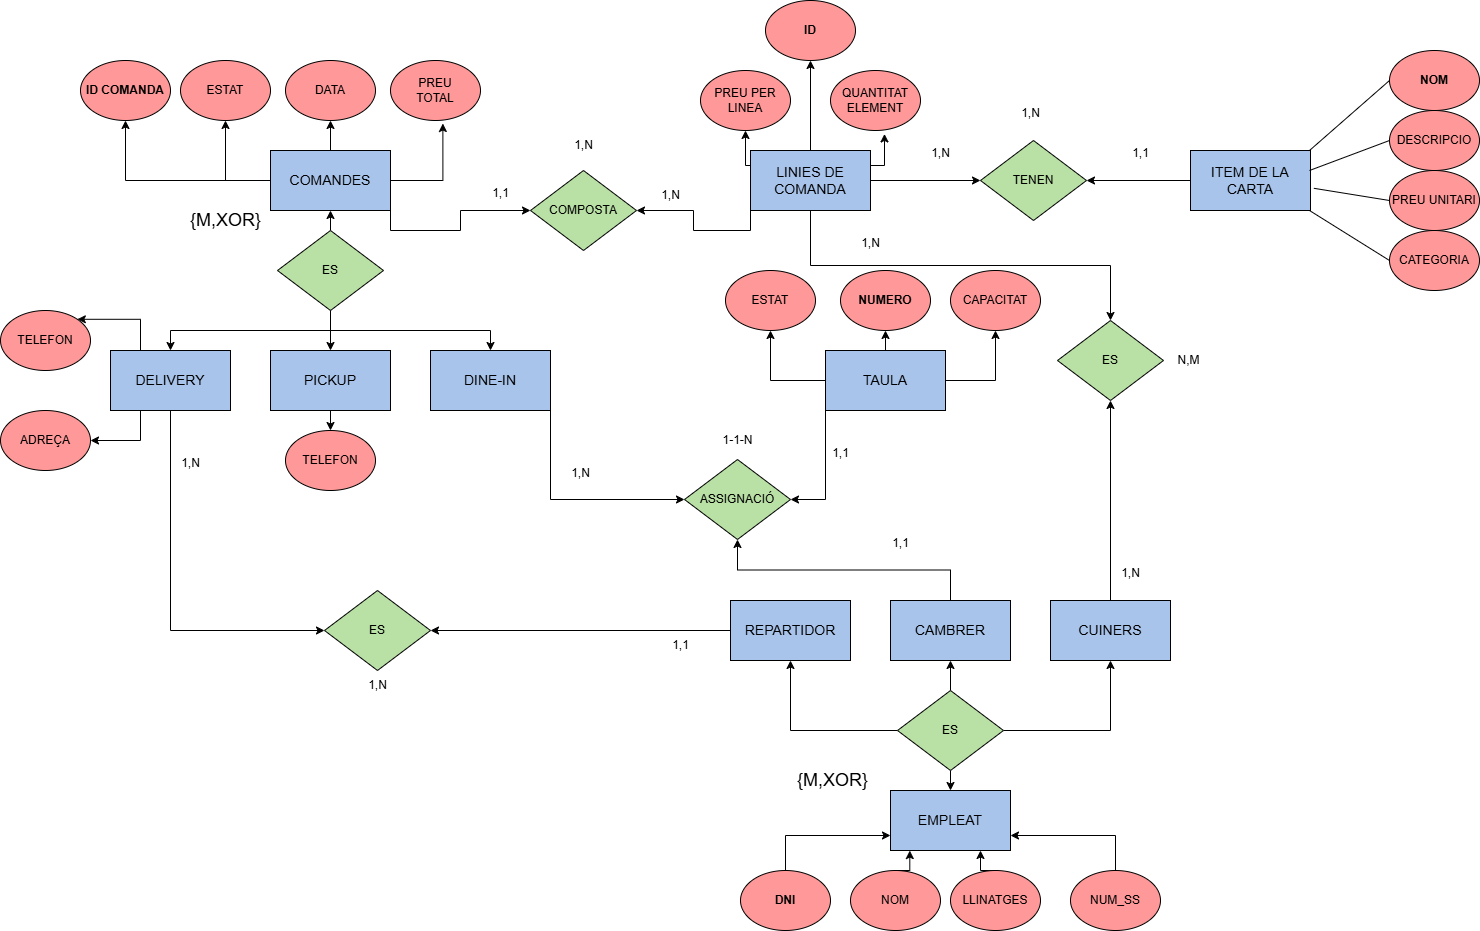 ID
ID COMANDA
ESTAT
DATA
PREU
TOTAL
PREU PER
LINEA
QUANTITAT
ELEMENT
NOM
DESCRIPCIO
PREU UNITARI
CATEGORIA
COMANDES
1,1
1,N
COMPOSTA
1,N
LINIES DE
COMANDA
1,N
1,N
TENEN
1,1
ITEM DE LA
CARTA
{M,XOR}
ES
1,N
ESTAT
NUMERO
CAPACITAT
TELEFON
DELIVERY
PICKUP
DINE-IN
TAULA
ES
N,M
ADREÇA
TELEFON
1,N
1,N
1-1-N
1,1
ASSIGNACIÓ
1,1
1,N
ES
1,N
1,1
REPARTIDOR
CAMBRER
CUINERS
ES
{M,XOR}
EMPLEAT
DNI
NOM
LLINATGES
NUM_SS